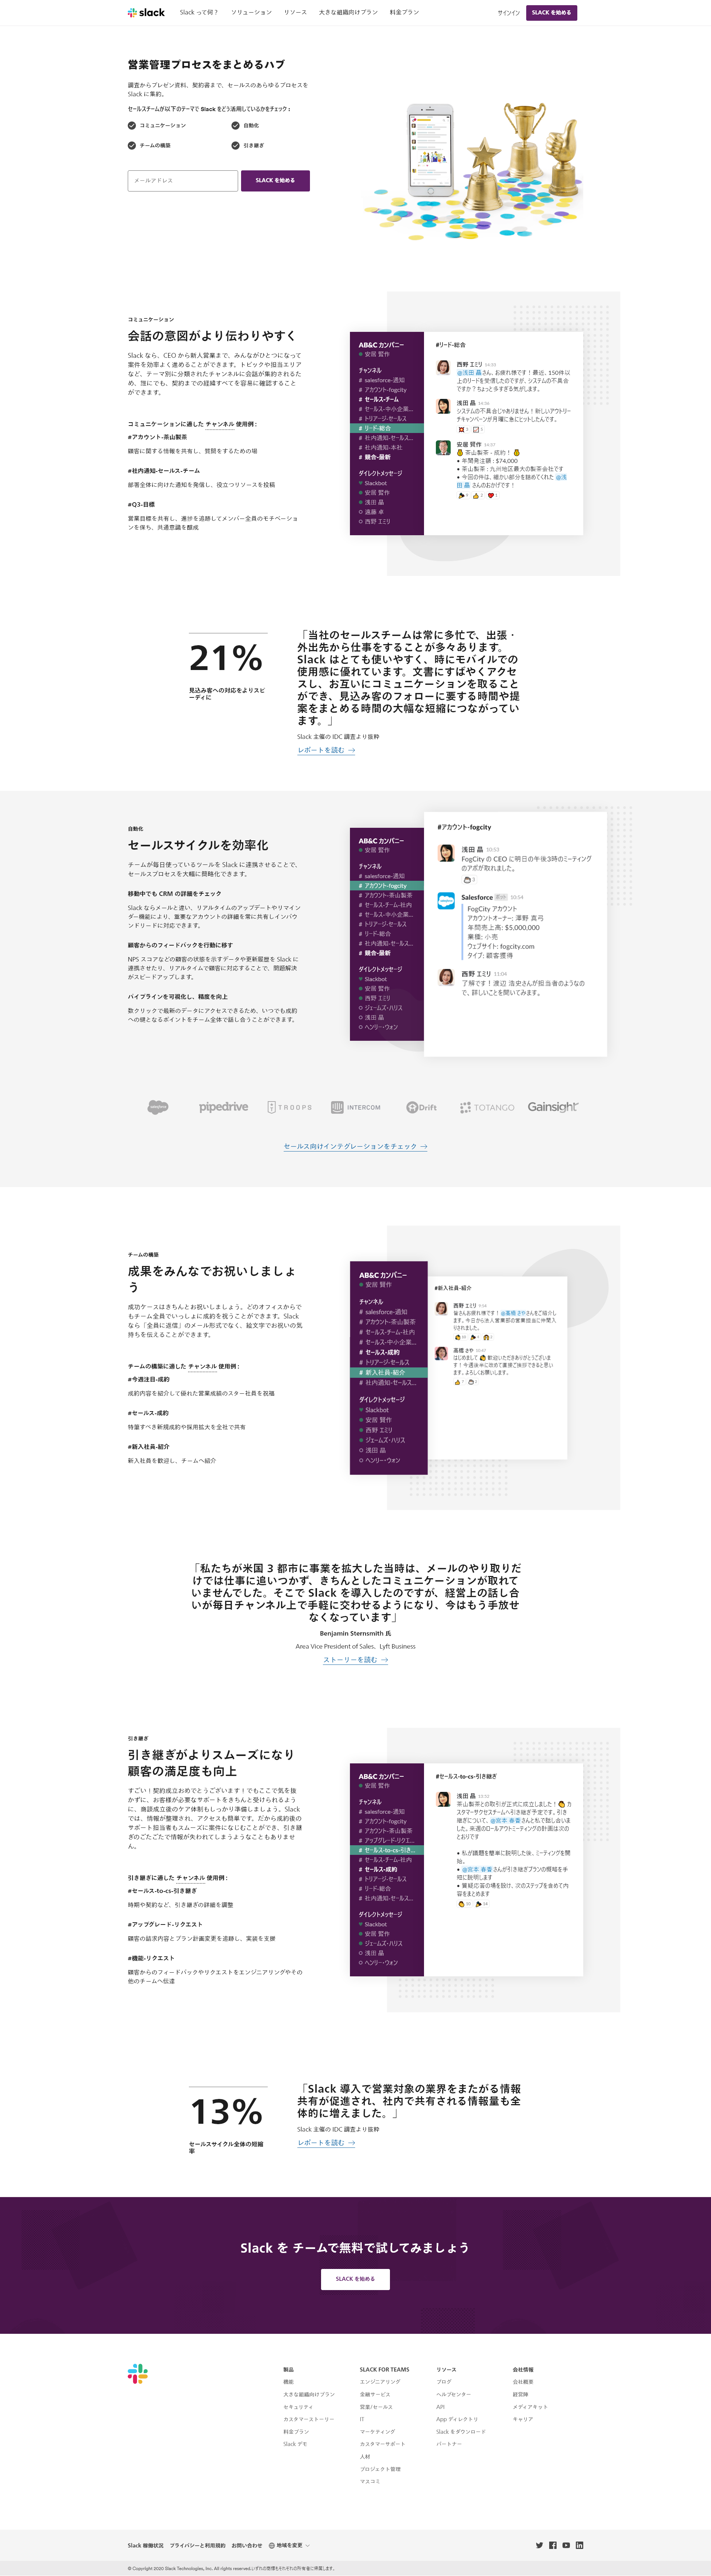 slack
Slack って何？
ソリューション
リソース
大きな組織向けプラン
料金プラン
サインイン
SLACK を始める
営業管理のプロセスをまとめるハブ
調査からプレゼン資料、契約書まで、セールスのあらゆるプロセスを
Slack に集約。
セールスチームが以下のテーマで Slack をどう活用しているかをチェック :
コミュニケーション
自動化
チームの構築
引き継ぎ
メールアドレス
SLACK を始める
コミュニケーション
会話の意図がより伝わりやすく
Slack なら、CEO から新人営業まで、みんながひとつになって
案件を効率よく進めることができます。トピックや担当エリア
など、テーマ別に分類されたチャンネルに会話が集約されるた
め、誰にでも、契約までの経緯すべてを容易に確認すること
ができます。
コミュニケーションに適した チャンネル 使用例 :
#アカウント-茶山製茶
顧客に関する情報を共有し、質問をするための場
#社内通知-セールス-チーム
部署全体に向けた通知を発信し、役立つリソースを投稿
#Q3-目標
営業目標を共有し、進捗を追跡してメンバー全員のモチベーショ
ンを保ち、共通意識を醸成
AB&C カンパニー
安居 賢作
チャンネル
# salesforce-通知
# アカウント-fogcity
# セールス-チーム
# セールス-中小企業...
# トリアージ-セールス
# リード-総合
# 社内通知-セールス...
# 社内通知-本社
# 競合-最新
ダイレクトメッセージ
Slackbot
安居 賢作
浅田 晶
遠藤 卓
西野 エミリ
#リード-総合
西野 エミリ
@浅田 晶さん、お疲れ様です！最近、150件以
上のリードを受信したのですが、システムの不具合
ですか？ちょっと多すぎる気がします。
浅田 晶
システムの不具合じゃありません！新しいアウトリー
チキャンペーンが月曜に急にヒットしたんです。
安居 賢作
茶山製茶 - 成約！
• 年間発注額 : $74,000
• 茶山製茶 : 九州地区最大の製茶会社です
• 今回の件は、細かい部分を詰めてくれた @浅
田 晶 さんのおかげです！
21%
見込み客への対応をよりスピ
ーディに
「当社のセールスチームは常に多忙で、出張・
外出先から仕事をすることが多々あります。
Slack はとても使いやすく、時にモバイルでの
使用感に優れています。文書にすばやくアクセ
スし、お互いにコミュニケーションを取ること
ができ、見込み客のフォローに要する時間や提
案をまとめる時間の大幅な短縮につながってい
ます。」
Slack 主催の IDC 調査より抜粋
レポートを読む →
自動化
セールスサイクルを効率化
チームが毎日使っているツールを Slack に連携させることで、
セールスプロセスを大幅に簡略化できます。
移動中でも CRM の詳細をチェック
Slack ならメールと違い、リアルタイムのアップデートやリマイン
ダー機能により、重要なアカウントの詳細を常に共有しインバウ
ンドリードに対応できます。
顧客からのフィードバックを行動に移す
NPS スコアなどの顧客の状態を示すデータや更新履歴を Slack に
連携させたり、リアルタイムで顧客に対応することで、問題解決
がスピードアップします。
パイプラインを可視化し、精度を向上
数クリックで最新のデータにアクセスできるため、いつでも成約
への鍵となるポイントをチーム全体で話し合うことができます。
AB&C カンパニー
安居 賢作
チャンネル
# salesforce-通知
# アカウント-fogcity
# アカウント-茶山製茶
# セールス-チーム-社内
# セールス-中小企業...
# トリアージ-セールス
# リード-総合
# 社内通知-セールス...
# 競合-最新
ダイレクトメッセージ
Slackbot
安居 賢作
西野 エミリ
ジェームズ・ハリス
浅田 晶
ヘンリー・ウォン
#アカウント-fogcity
浅田 晶 10:53
FogCity の CEO に明日の午後3時のミーティング
のアポが取れました。
3
Salesforce 10:54
FogCity アカウント
アカウントオーナー: 澤野 真弓
年間売上高: $5,000,000
業種: 小売
ウェブサイト: fogcity.com
タイプ: 顧客獲得
西野 エミリ 13:04
了解です！渡辺 浩史さんが担当者のようなの
で、詳しいことを聞いてみます。
salesforce
pipedrive
TROOPS
INTERCOM
Drift
TOTANGO
Gainsight
セールス向けインテグレーションをチェック →
チームの構築
成果をみんなでお祝いしましょ
う
成功ケースはきちんとお祝いしましょう。どのオフィスからで
もチーム全員でいっしょに成約を祝うことができます。Slack
なら「全員に返信」のメール形式でなく、絵文字でお祝いの気
持ちを伝えることができます。
チームの構築に適した チャンネル 使用例 :
#今週注目-成約
成約内容を紹介して優れた営業成績のスター社員を祝福
#セールス-成約
特筆すべき新規成約や採用拡大を全社で共有
#新入社員-紹介
新入社員を歓迎し、チームへ紹介
AB&C カンパニー
安居 賢作
チャンネル
# salesforce-通知
# アカウント-茶山製茶
# セールス-チーム-社内
# セールス-中小企業...
# セールス-成約
# トリアージ-セールス
# 新入社員-紹介
# 社内通知-セールス...
ダイレクトメッセージ
Slackbot
安居 賢作
西野 エミリ
ジェームズ・ハリス
浅田 晶
ヘンリー・ウォン
#新入社員-紹介
西野 エミリ
皆さんお疲れ様です！@高橋 さやさんをご紹介し
ます。今日から法人営業部の営業担当に仲間入
りされました。
高橋 さや
はじめまして 歓迎いただきありがとうございま
す！今週後半に改めて直接ご挨拶できると思い
ます。よろしくお願いします。
「私たちが米国 3 都市に事業を拡大した当時は、メールのやり取りだ
けでは仕事に追いつかず、きちんとしたコミュニケーションが取れて
いませんでした。そこで Slack を導入したのですが、経営上の話し合
いが毎日チャンネル上で手軽に交わせるようになり、今はもう手放せ
なくなっています」
Benjamin Sternsmith 氏
Area Vice President of Sales、Lyft Business
ストーリーを読む →
引き継ぎ
引き継ぎがよりスムーズになり
顧客の満足度も向上
すごい！契約成立おめでとうございます！でもここで気を抜
かずに、お客様が必要なサポートをきちんと受けられるよう
に、商談成立後のケア体制もしっかり準備しましょう。Slack
では、情報が整理され、アクセスも簡単です。だから成約後の
サポート担当者もスムーズに案件になじむことができ、引き継
ぎのごたごたで情報が失われてしまうようなこともありませ
ん。
引き継ぎに適した チャンネル 使用例 :
#セールス-to-cs-引き継ぎ
時期や契約など、引き継ぎの詳細を調整
#アップグレード-リクエスト
顧客の請求内容とプラン計画変更を追跡し、実装を支援
#機能-リクエスト
顧客からのフィードバックやリクエストをエンジニアリングやその
他のチームへ伝達
AB&C カンパニー
安居 賢作
チャンネル
# salesforce-通知
# アカウント-fogcity
# アカウント-茶山製茶
# アップグレード-リクエ...
# セールス-to-cs-引き...
# セールス-チーム-社内
# セールス-成約
# トリアージ-セールス
# リード-総合
# 社内通知-セールス...
ダイレクトメッセージ
Slackbot
安居 賢作
ジェームズ・ハリス
浅田 晶
ヘンリー・ウォン
#セールス-to-cs-引き継ぎ
浅田 晶
茶山製茶との取引が正式に成立しました！ カ
スタマーサクセスチームへ引き継ぎ予定です。引き
継ぎについて、@宮本 春香さんと私で話し合いま
した。来週のロールアウトミーティングの計画は次のと
おりです
• 私が議題を簡単に説明した後、ミーティングを開
始。
• @宮本 春香さんが引き継ぎプランの概略を手
短に説明します
• 質疑応答の場を設け、次のステップを含めて内
容をまとめます
13%
セールスサイクル全体の短縮
率
「Slack 導入で営業対象の業界をまたがる情報
共有が促進され、社内で共有される情報量も全
体的に増えました。」
Slack 主催の IDC 調査より抜粋
レポートを読む →
Slack を チームで無料で試してみましょう
SLACK を始める
製品
機能
大きな組織向けプラン
セキュリティ
カスタマーストーリー
料金プラン
Slack デモ
SLACK FOR TEAMS
エンジニアリング
金融サービス
営業/セールス
IT
マーケティング
カスタマーサポート
人材
プロジェクト管理
マスコミ
リソース
ブログ
ヘルプセンター
API
App ディレクトリ
Slack をダウンロード
パートナー
会社情報
会社概要
経営陣
メディアキット
キャリア
Slack 稼働状況
プライバシーと利用規約
お問い合わせ
地域を変更
© Copyright 2020 Slack Technologies, Inc. All rights reserved.いずれの商標もそれぞれの所有者に帰属します。